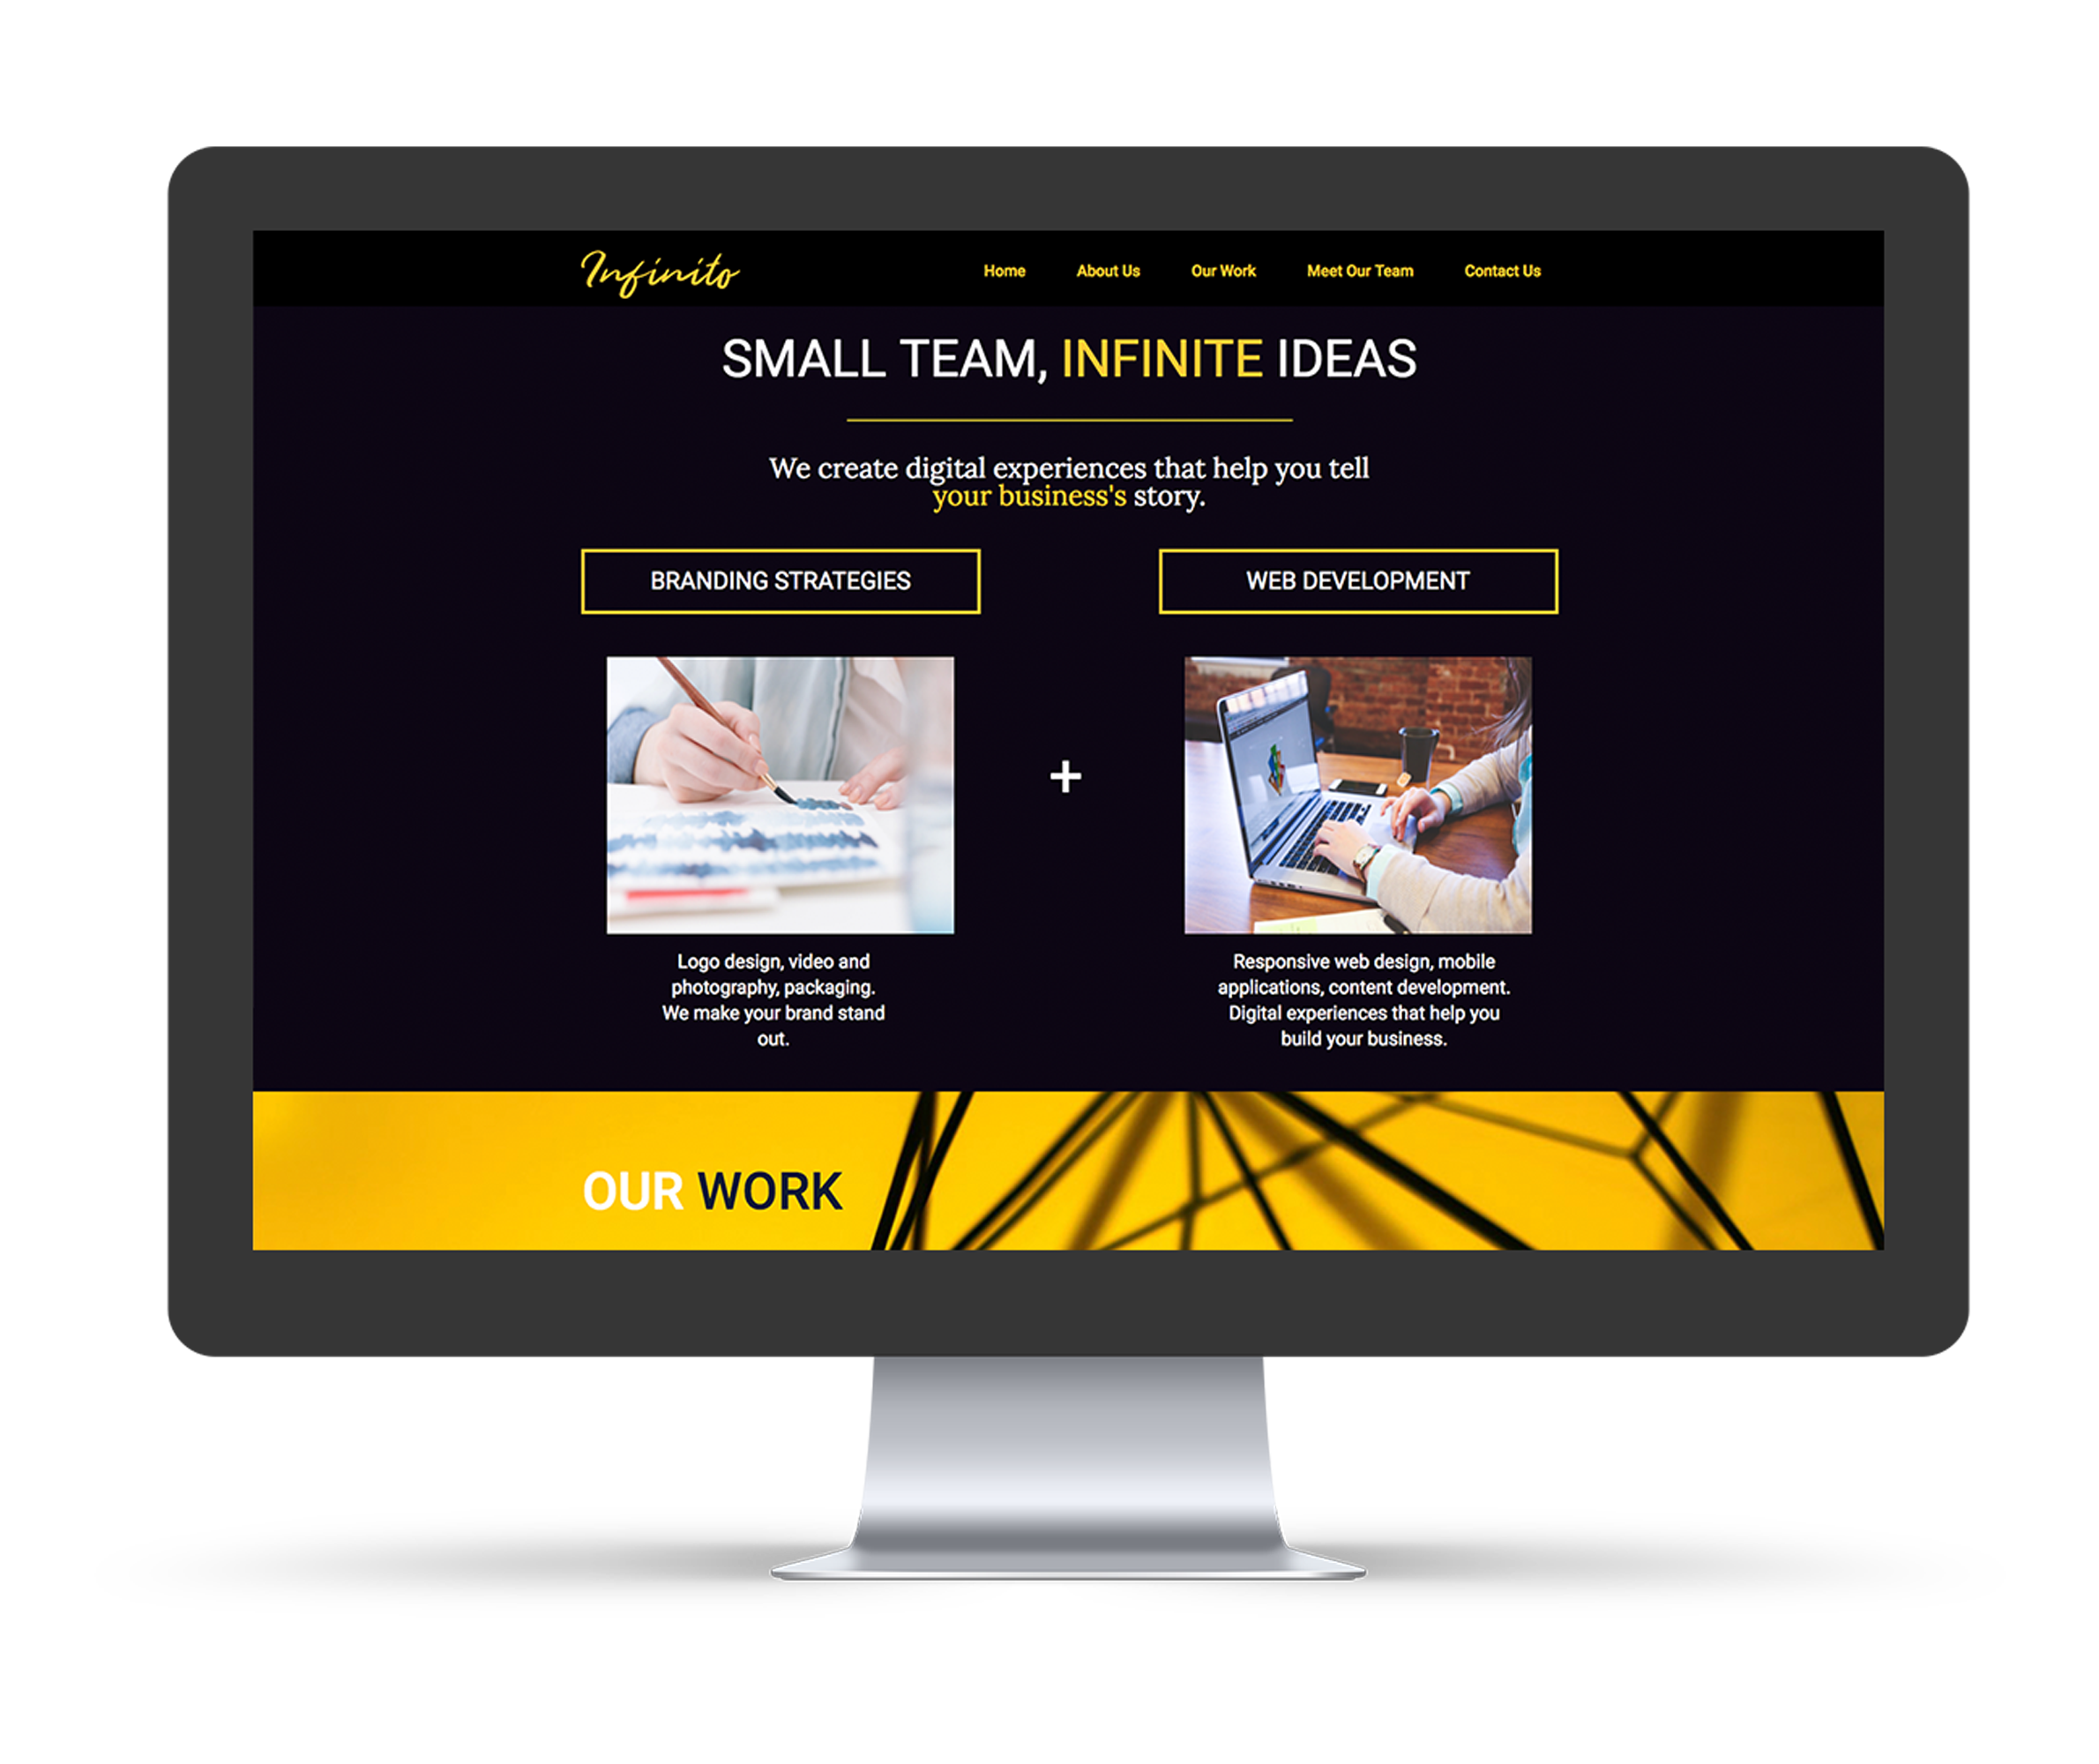 Infinito
Home About Us Our Work Meet Our Team Contact Us
SMALL TEAM, INFINITE IDEAS
We create digital experiences that help you tell
your business's story.
BRANDING STRATEGIES
WEB DEVELOPMENT
+
Logo design, video and
photography, packaging.
We make your brand stand
out.
Responsive web design, mobile
applications, content development.
Digital experiences that help you
build your business.
OUR WORK